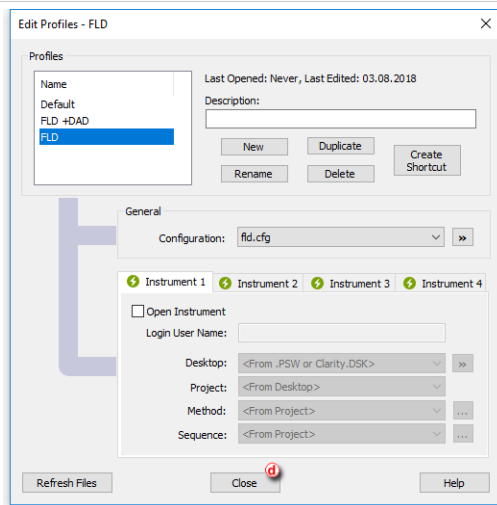 Edit Profiles - FLD
Profiles
Name
Default
FLD +DAD
FLD
Last Opened: Never, Last Edited: 03.08.2018
Description:
New
Duplicate
Create
Shortcut
Rename
Delete
General
Configuration:
fld.cfg
»
Instrument 1
Instrument 2
Instrument 3
Instrument 4
Open Instrument
Login User Name:
Desktop:
<From .PSW or Clarity.DSK>
»
Project:
<From Desktop>
Method:
<From Project>
...
Sequence:
<From Project>
...
d
Refresh Files
Close
Help